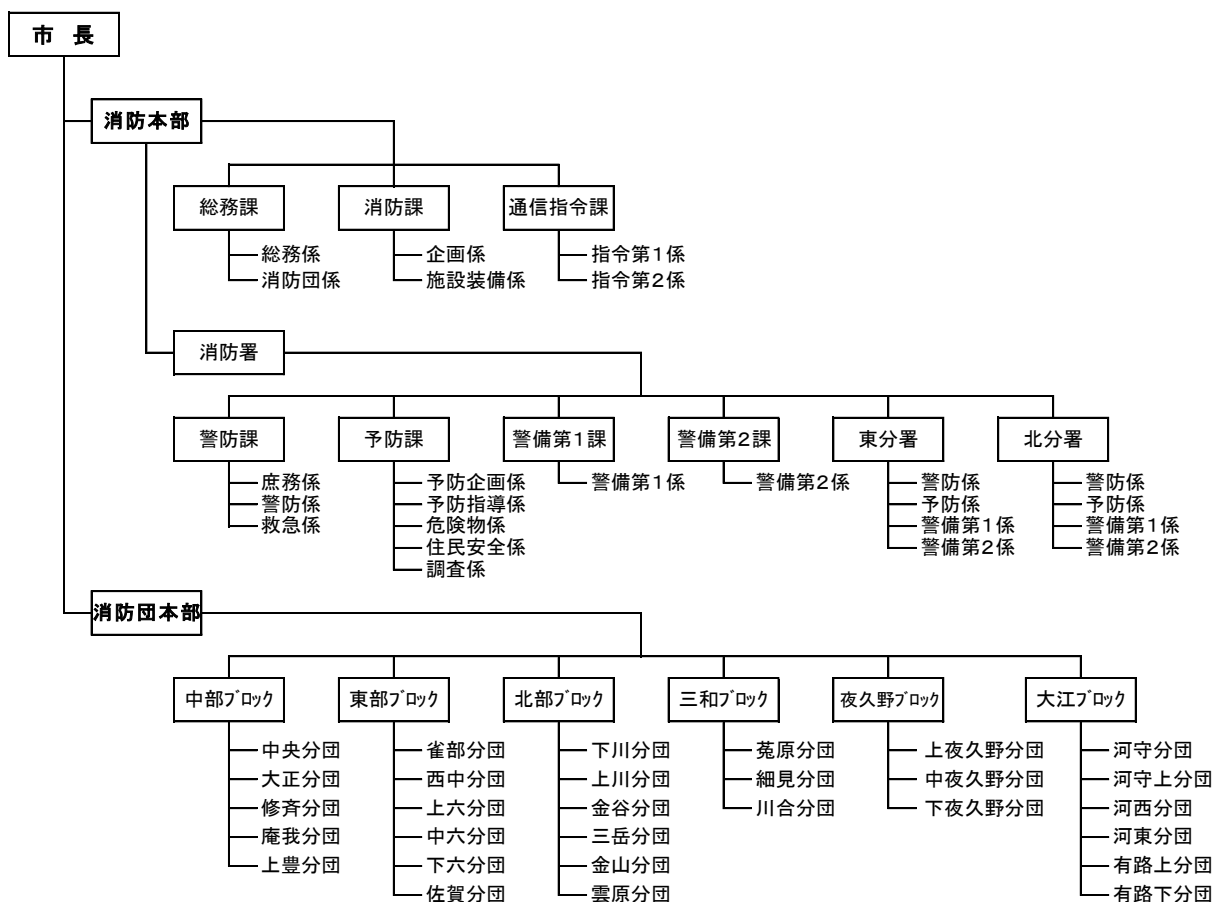 市 長
消防本部
総務課 消防課 通信指令課
総務係 企画係 指令第1係
消防団係 施設装備係 指令第2係
消防署
警防課 予防課 警備第1課 警備第2課 東分署 北分署
庶務係 予防企画係 警備第1係 警備第2係 警防係 警防係
警防係 予防指導係 予防係 予防係
救急係 危険物係 警備第1係 警備第1係
住民安全係 警備第2係 警備第2係
調査係
消防団本部
中部ブロック 東部ブロック 北部ブロック 三和ブロック 夜久野ブロック 大江ブロック
中央分団 雀部分団 下川分団 菟原分団 上夜久野分団 河守分団
大正分団 西中分団 上川分団 細見分団 中夜久野分団 河守上分団
修斉分団 上六分団 金谷分団 川合分団 下夜久野分団 河西分団
庵我分団 中六分団 三岳分団 河東分団
上豊分団 下六分団 金山分団 有路上分団
佐賀分団 雲原分団 有路下分団